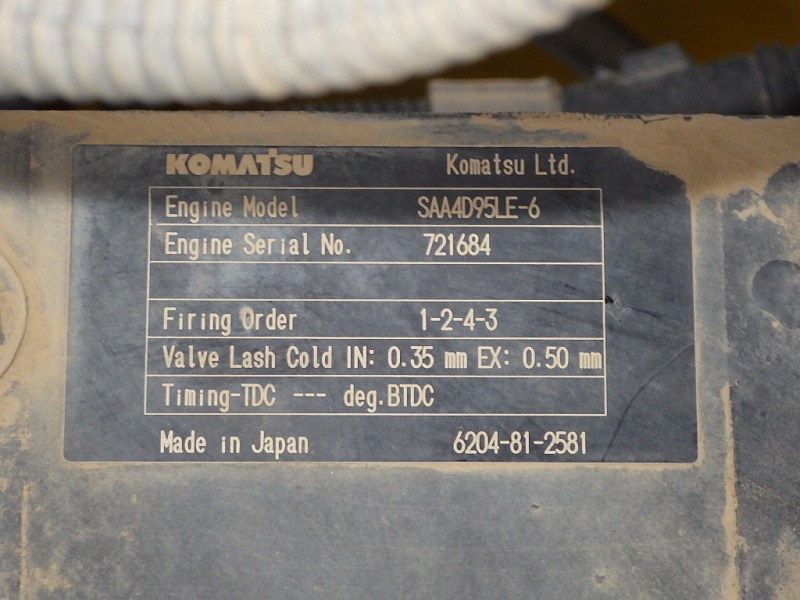 KOMATSU Komatsu Ltd.
Engine Model SAA4D95LE-6
Engine Serial No. 721684
Firing Order 1-2-4-3
Valve Lash Cold IN: 0.35 mm EX: 0.50 mm
Timing-TDC --- deg.BTDC
Made in Japan 6204-81-2581